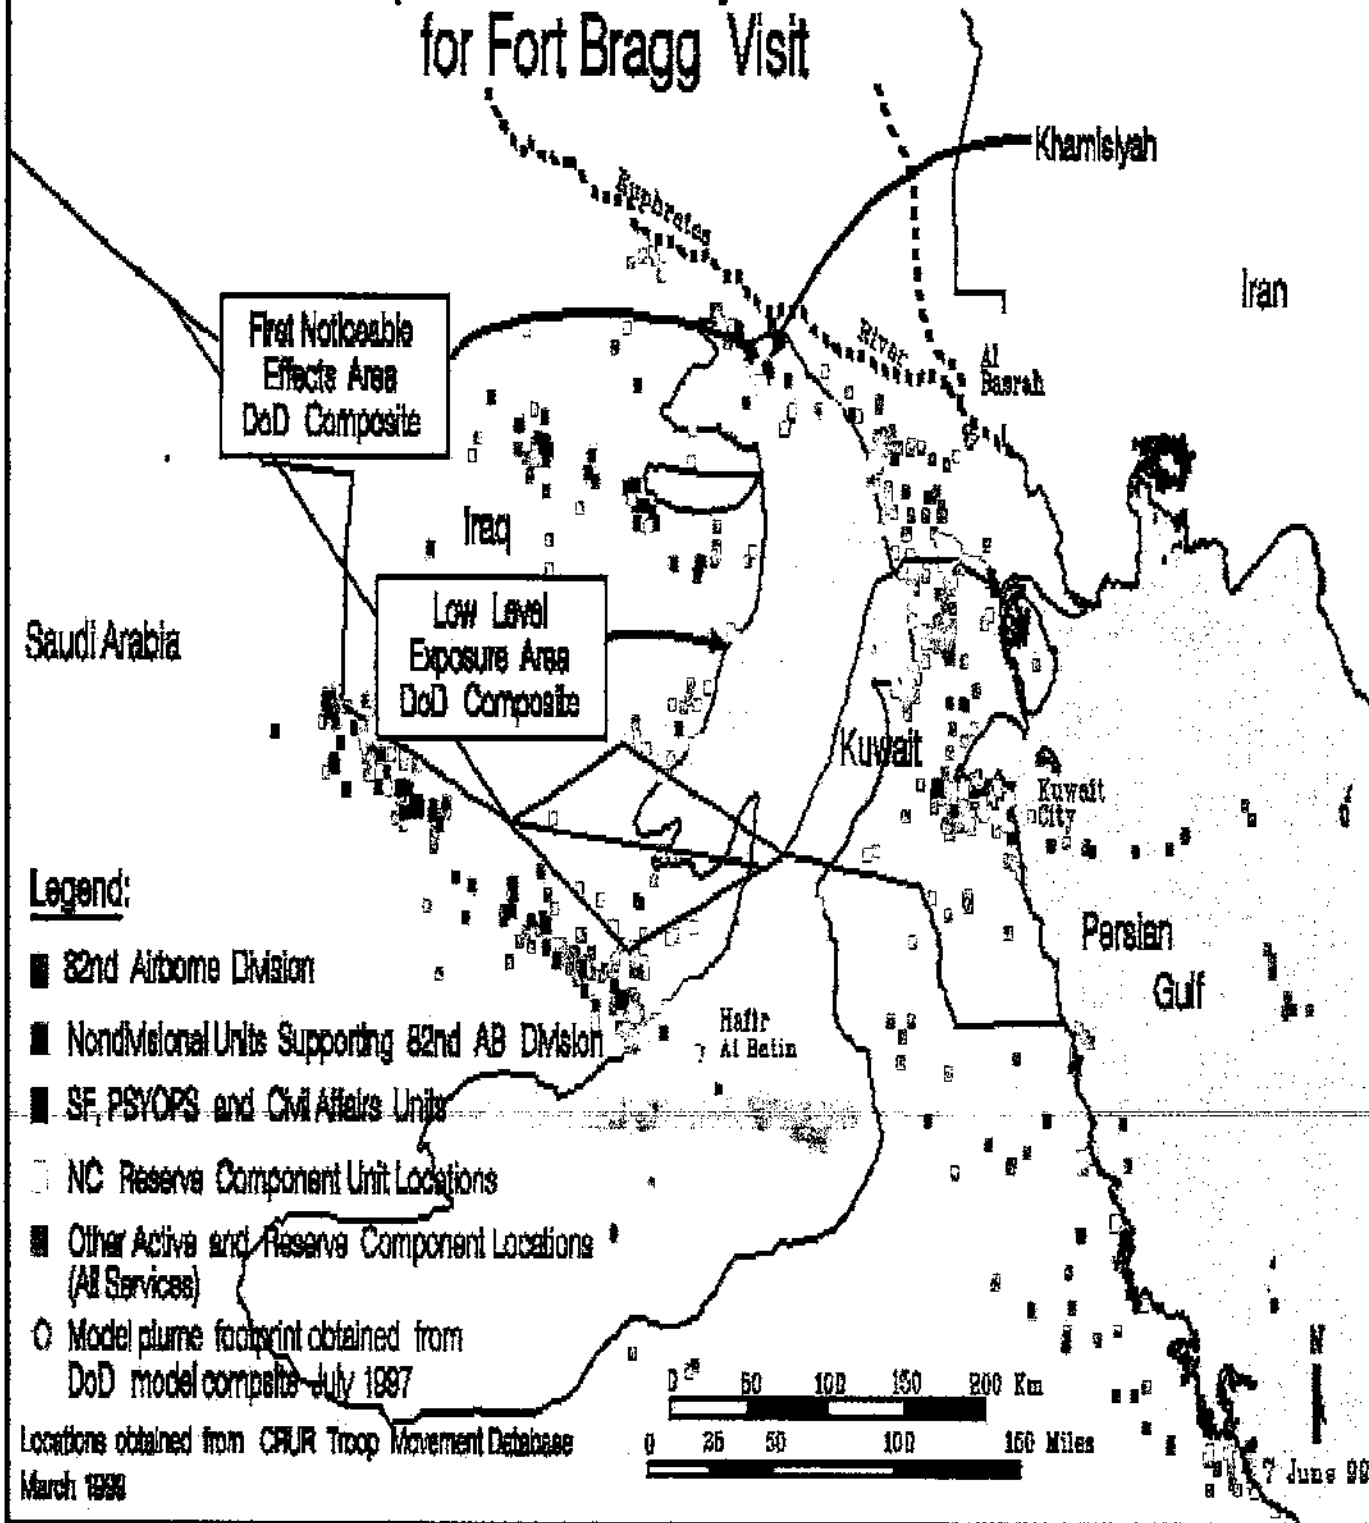 for Fort Bragg Visit
Khamisiyah
Euphrates
River
Iran
First Noticeable
Effects Area
DoD Composite
Al
Basrah
Iraq
Low Level
Exposure Area
DoD Composite
Saudi Arabia
Kuwait
Kuwait
City
Persian
Gulf
Hafir
Al Batin
Legend:
82nd Airborne Division
Nondivisional Units Supporting 82nd AB Division
SF, PSYOPS and Civil Affairs Units
NC Reserve Component Unit Locations
Other Active and Reserve Component Locations
(All Services)
Model plume footprint obtained from
DoD model compsite July 1997
Locations obtained from CRUR Troop Movement Database
March 1999
0 50 100 150 200 Km
0 25 50 100 150 Miles
N
7 June 99